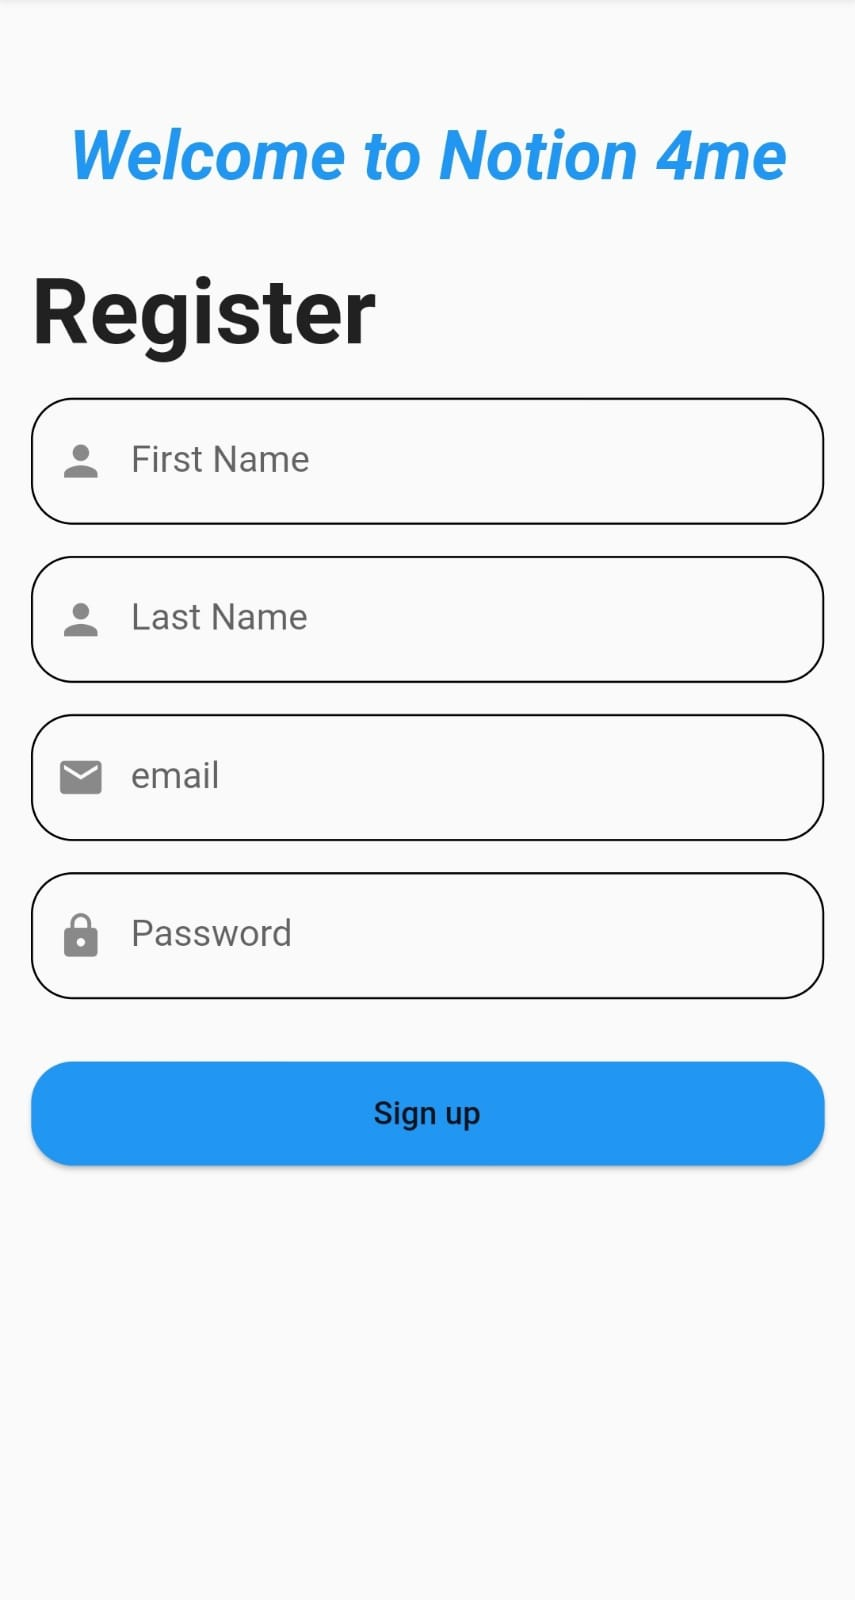 Welcome to Notion 4me
Register
First Name
Last Name
email
Password
Sign up